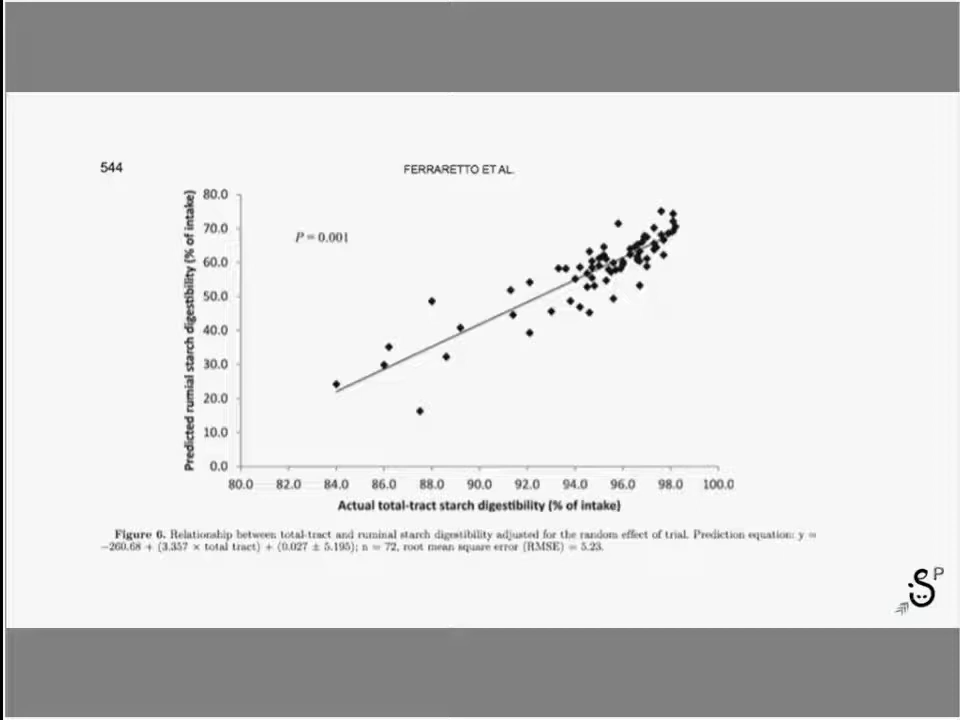 544
FERRARETTO ET AL.
Predicted rumial starch digestibility (% of intake)
80.0
70.0
60.0
50.0
40.0
30.0
20.0
10.0
0.0
P = 0.001
80.0 82.0 84.0 86.0 88.0 90.0 92.0 94.0 96.0 98.0 100.0
Actual total-tract starch digestibility (% of intake)
Figure 6. Relationship between total-tract and ruminal starch digestibility adjusted for the random effect of trial. Prediction equation: y =
−260.68 + (3.357 × total tract) + (0.027 ± 5.195); n = 72, root mean square error (RMSE) = 5.23.
SP